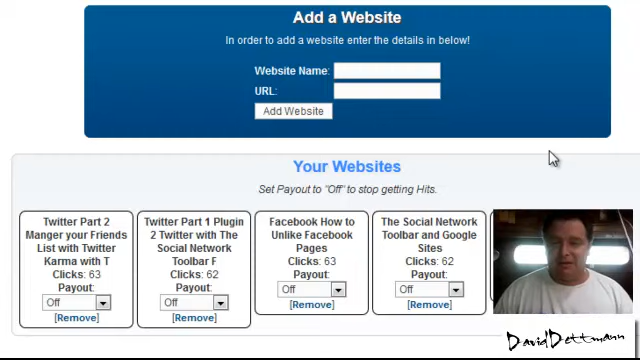 Add a Website
In order to add a website enter the details in below!
Website Name:
URL:
Add Website
Your Websites
Set Payout to "Off" to stop getting Hits.
Twitter Part 2
Manger your Friends
List with Twitter
Karma with T
Clicks: 63
Payout:
Off
[Remove]
Twitter Part 1 Plugin
2 Twitter with The
Social Network
Toolbar F
Clicks: 62
Payout:
Off
[Remove]
Facebook How to
Unlike Facebook
Pages
Clicks: 63
Payout:
Off
[Remove]
The Social Network
Toolbar and Google
Sites
Clicks: 62
Payout:
Off
[Remove]
DavidDettmann